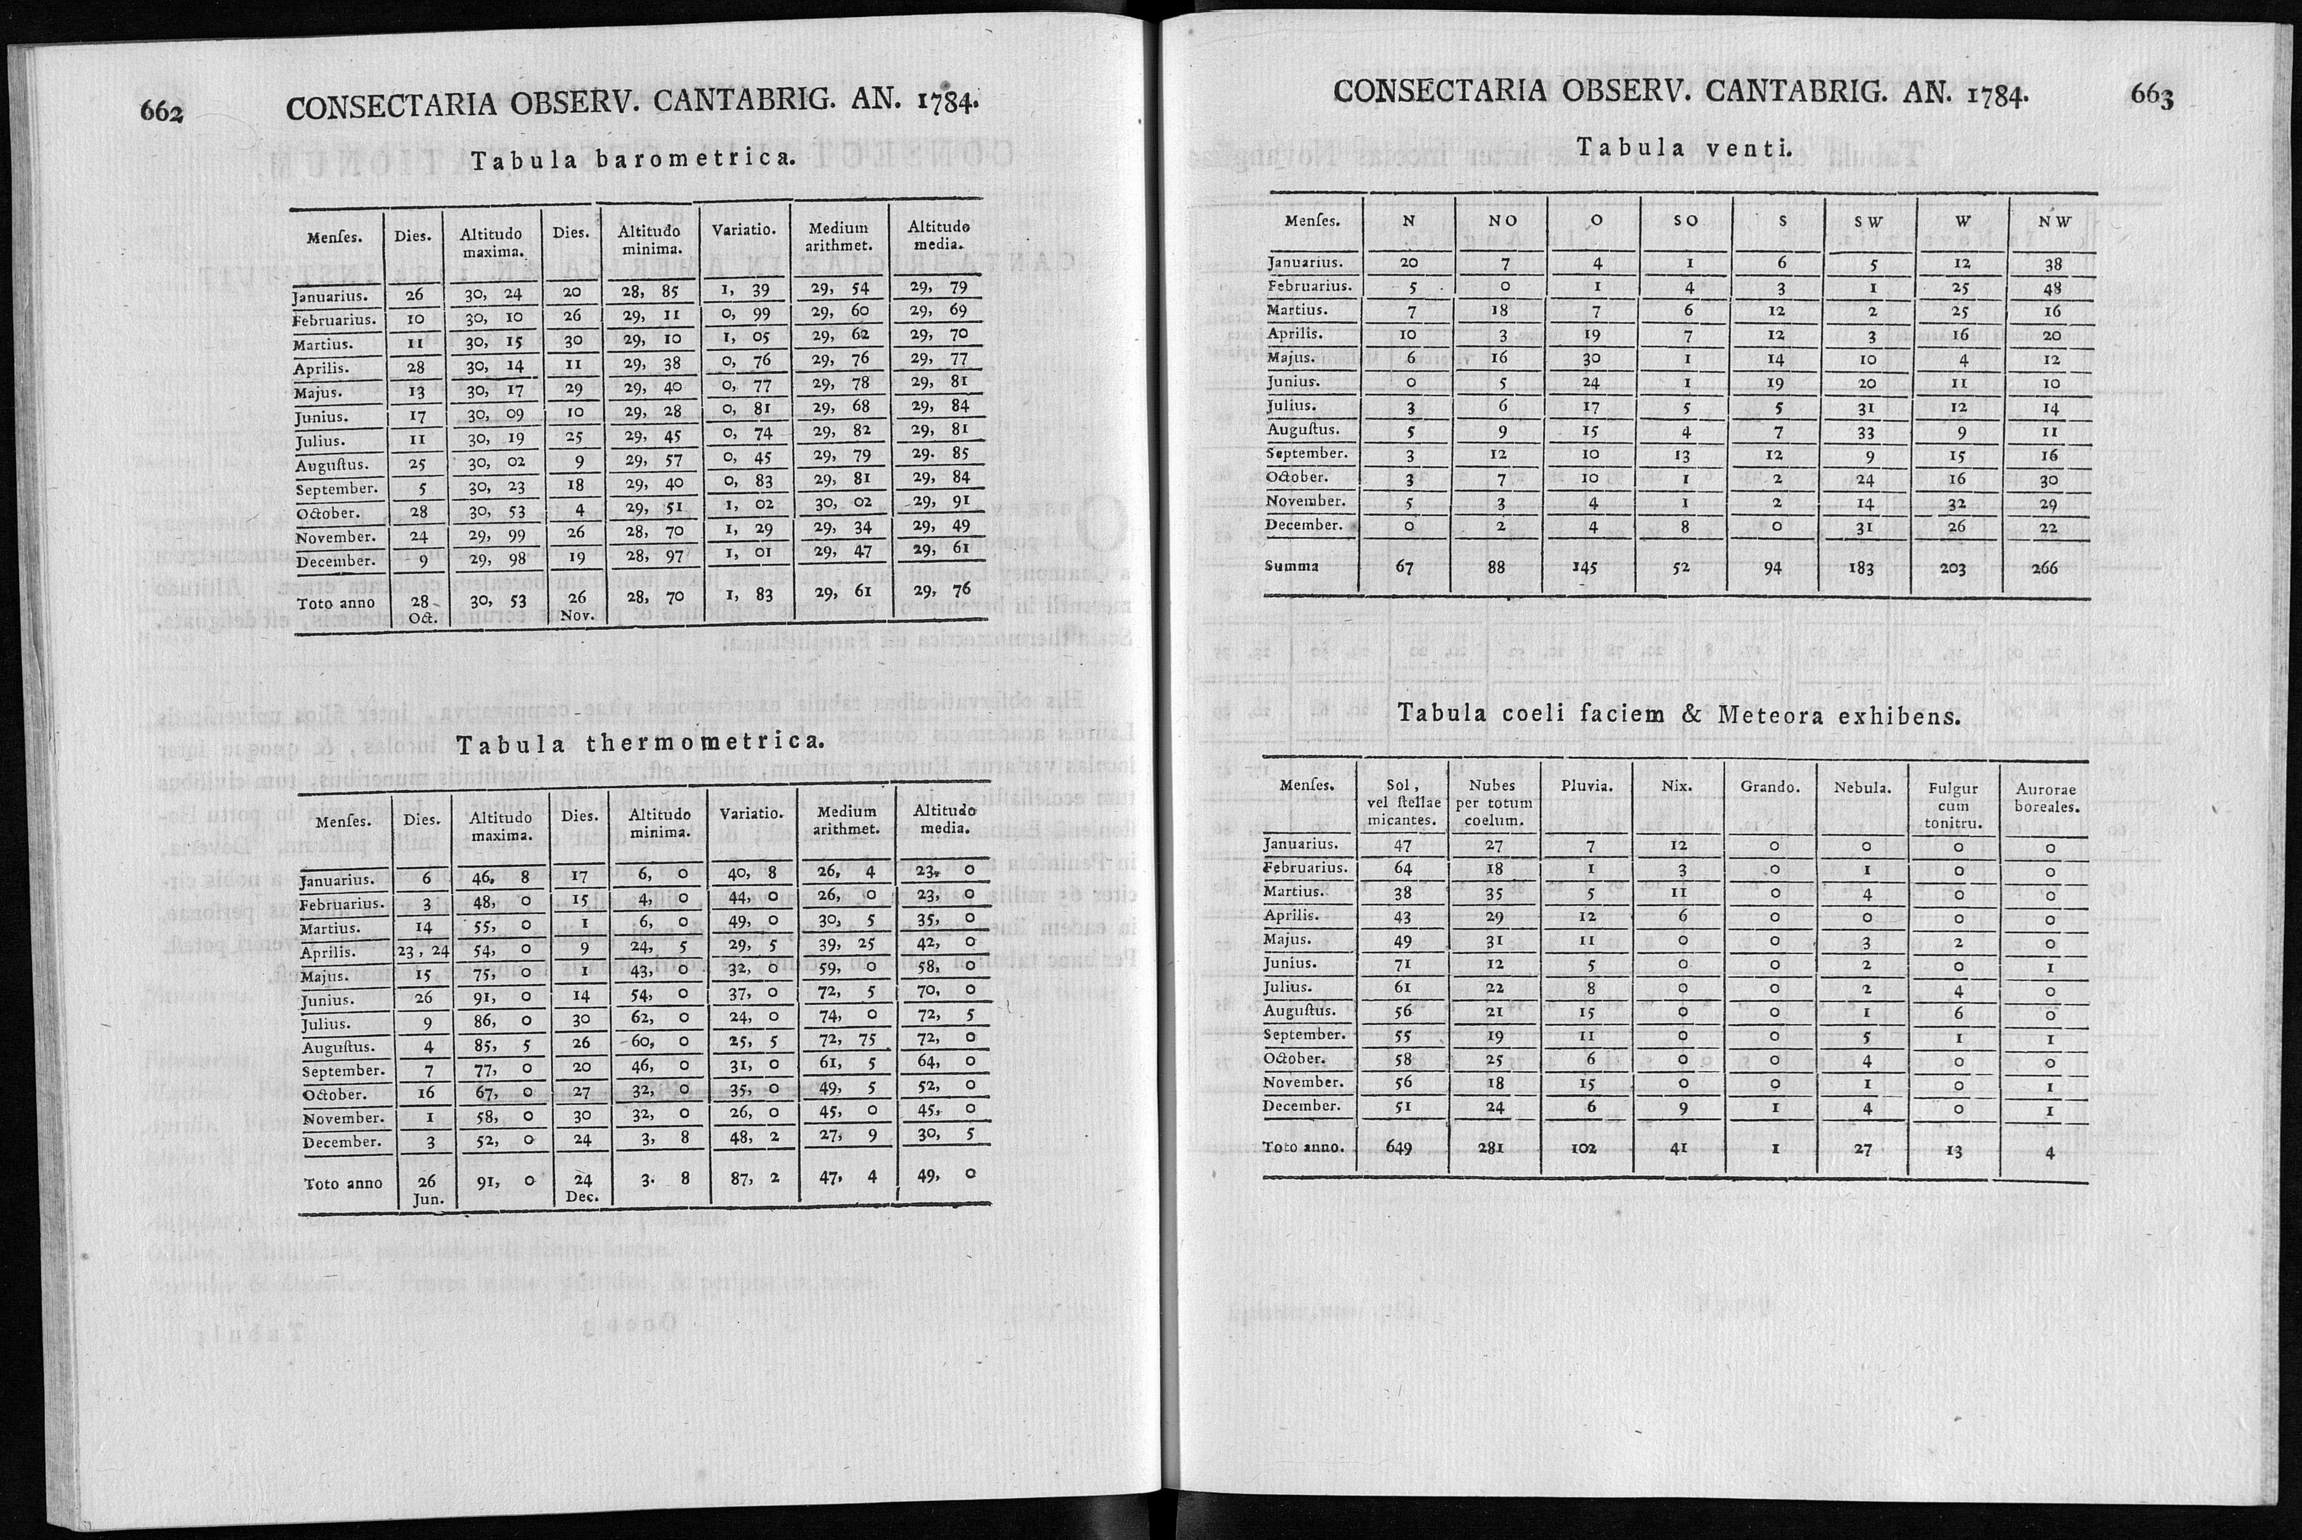 662 CONSECTARIA OBSERV. CANTABRIG. AN. 1784.
Tabula barometrica.
Menſes. Dies. Altitudo maxima. Dies. Altitudo minima. Variatio. Medium arithmet. Altitudo media.
Januarius. 26 30, 24 20 28, 85 1, 39 29, 54 29, 79
Februarius. 10 30, 10 26 29, 11 0, 99 29, 60 29, 69
Martius. 11 30, 15 30 29, 10 1, 05 29, 62 29, 70
Aprilis. 28 30, 14 11 29, 38 0, 76 29, 76 29, 77
Majus. 13 30, 17 29 29, 40 0, 77 29, 78 29, 81
Junius. 17 30, 09 10 29, 28 0, 81 29, 68 29, 84
Julius. 11 30, 19 25 29, 45 0, 74 29, 82 29, 81
Auguſtus. 25 30, 02 9 29, 57 0, 45 29, 79 29. 85
September. 5 30, 23 18 29, 40 0, 83 29, 81 29, 84
October. 28 30, 53 4 29, 51 1, 02 30, 02 29, 91
November. 24 29, 99 26 28, 70 1, 29 29, 34 29, 49
December. 9 29, 98 19 28, 97 1, 01 29, 47 29, 61
Toto anno 28 Oct. 30, 53 26 Nov. 28, 70 1, 83 29, 61 29, 76
Tabula thermometrica.
Menſes. Dies. Altitudo maxima. Dies. Altitudo minima. Variatio. Medium arithmet. Altitudo media.
Januarius. 6 46, 8 17 6, 0 40, 8 26, 4 23, 0
Februarius. 3 48, 0 15 4, 0 44, 0 26, 0 23, 0
Martius. 14 55, 0 1 6, 0 49, 0 30, 5 35, 0
Aprilis. 23, 24 54, 0 9 24, 5 29, 5 39, 25 42, 0
Majus. 15 75, 0 1 43, 0 32, 0 59, 0 58, 0
Junius. 26 91, 0 14 54, 0 37, 0 72, 5 70, 0
Julius. 9 86, 0 30 62, 0 24, 0 74, 0 72, 5
Auguſtus. 4 85, 5 26 60, 0 25, 5 72, 75 72, 0
September. 7 77, 0 20 46, 0 31, 0 61, 5 64, 0
October. 16 67, 0 27 32, 0 35, 0 49, 5 52, 0
November. 1 58, 0 30 32, 0 26, 0 45, 0 45, 0
December. 3 52, 0 24 3, 8 48, 2 27, 9 30, 5
Toto anno 26 Jun. 91, 0 24 Dec. 3. 8 87, 2 47, 4 49, 0
CONSECTARIA OBSERV. CANTABRIG. AN. 1784. 663
Tabula venti.
Menſes. N NO O SO S SW W NW
Januarius. 20 7 4 1 6 5 12 38
Februarius. 5 0 1 4 3 1 25 48
Martius. 7 18 7 6 12 2 25 16
Aprilis. 10 3 19 7 12 3 16 20
Majus. 6 16 30 1 14 10 4 12
Junius. 0 5 24 1 19 20 11 10
Julius. 3 6 17 5 5 31 12 14
Auguſtus. 5 9 15 4 7 33 9 11
September. 3 12 10 13 12 9 15 16
October. 3 7 10 1 2 24 16 30
November. 5 3 4 1 2 14 32 29
December. 0 2 4 8 0 31 26 22
Summa 67 88 145 52 94 183 203 266
Tabula coeli faciem & Meteora exhibens.
Menſes. Sol, vel ſtellae micantes. Nubes per totum coelum. Pluvia. Nix. Grando. Nebula. Fulgur cum tonitru. Aurorae boreales.
Januarius. 47 27 7 12 0 0 0 0
Februarius. 64 18 1 3 0 1 0 0
Martius. 38 35 5 11 0 4 0 0
Aprilis. 43 29 12 6 0 0 0 0
Majus. 49 31 11 0 0 3 2 0
Junius. 71 12 5 0 0 2 0 1
Julius. 61 22 8 0 0 2 4 0
Auguſtus. 56 21 15 0 0 1 6 0
September. 55 19 11 0 0 5 1 1
October. 58 25 6 0 0 4 0 0
November. 56 18 15 0 0 1 0 1
December. 51 24 6 9 1 4 0 1
Toto anno. 649 281 102 41 1 27 13 4